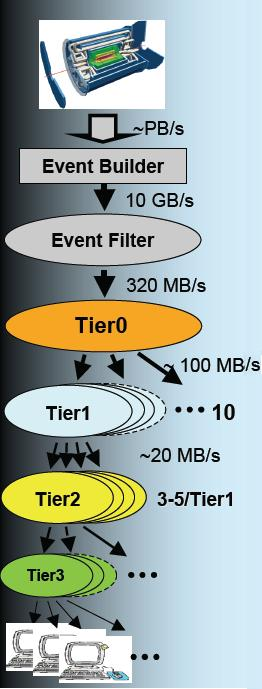 ~PB/s
Event Builder
10 GB/s
Event Filter
320 MB/s
Tier0
~ 100 MB/s
Tier1
••• 10
~20 MB/s
Tier2
3-5/Tier1
Tier3
•••
•••